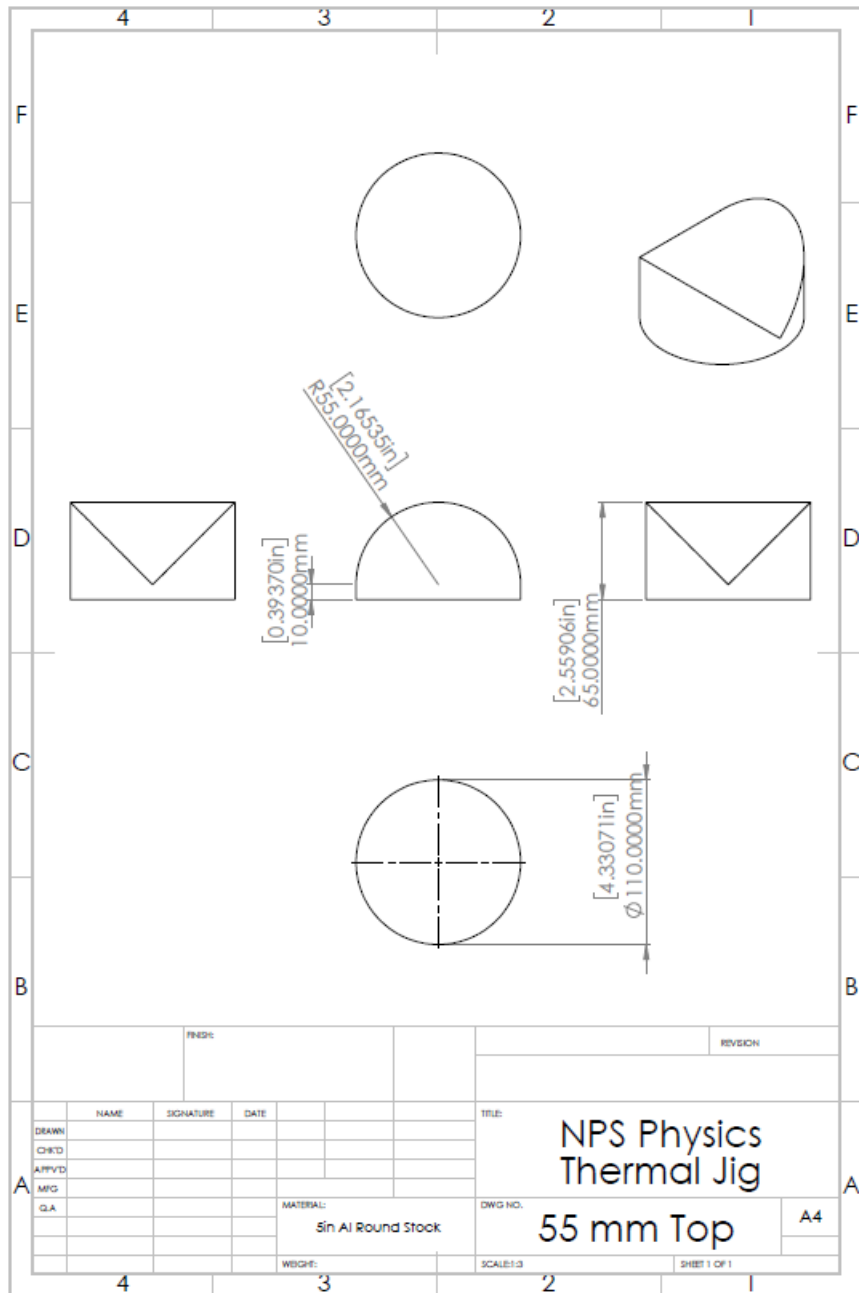 4 3 2 1
F F
E E
[2.16535in]
R55.0000mm
D D
[0.39370in]
10.0000mm
[2.55906in]
65.0000mm
C C
[4.33071in]
Ø110.0000mm
B B
FINISH:
REVISION
NAME SIGNATURE DATE
TITLE:
DRAWN
NPS Physics
CHK'D
Thermal Jig
APPV'D
A A
MFG
Q.A
MATERIAL:
5in Al Round Stock
DWG NO.
55 mm Top
A4
WEIGHT:
SCALE:1:3
SHEET 1 OF 1
4 3 2 1